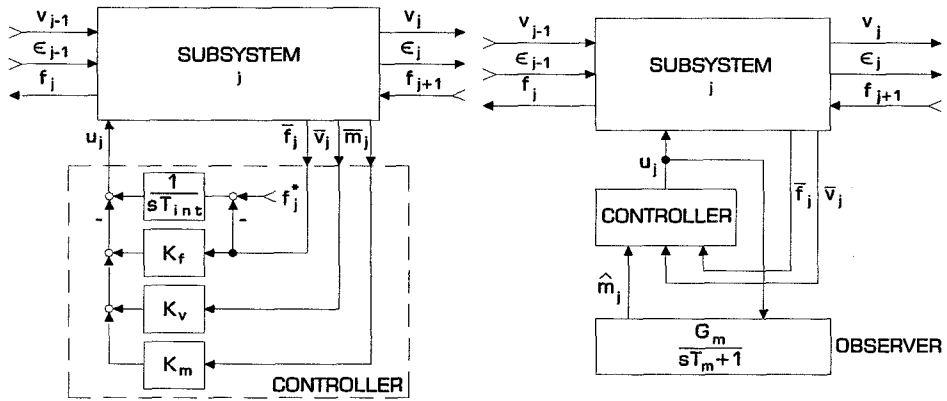 v_{j-1}
ϵ_{j-1}
f_j
SUBSYSTEM
j
v_j
ϵ_j
f_{j+1}
u_j
f̄_j v̄_j m̄_j
1
sT_{int}
-
-
f_j^*
K_f
K_v
K_m
CONTROLLER
v_{j-1}
ϵ_{j-1}
f_j
SUBSYSTEM
j
v_j
ϵ_j
f_{j+1}
u_j
f̄_j v̄_j
CONTROLLER
m̂_j
G_m
sT_m+1
OBSERVER